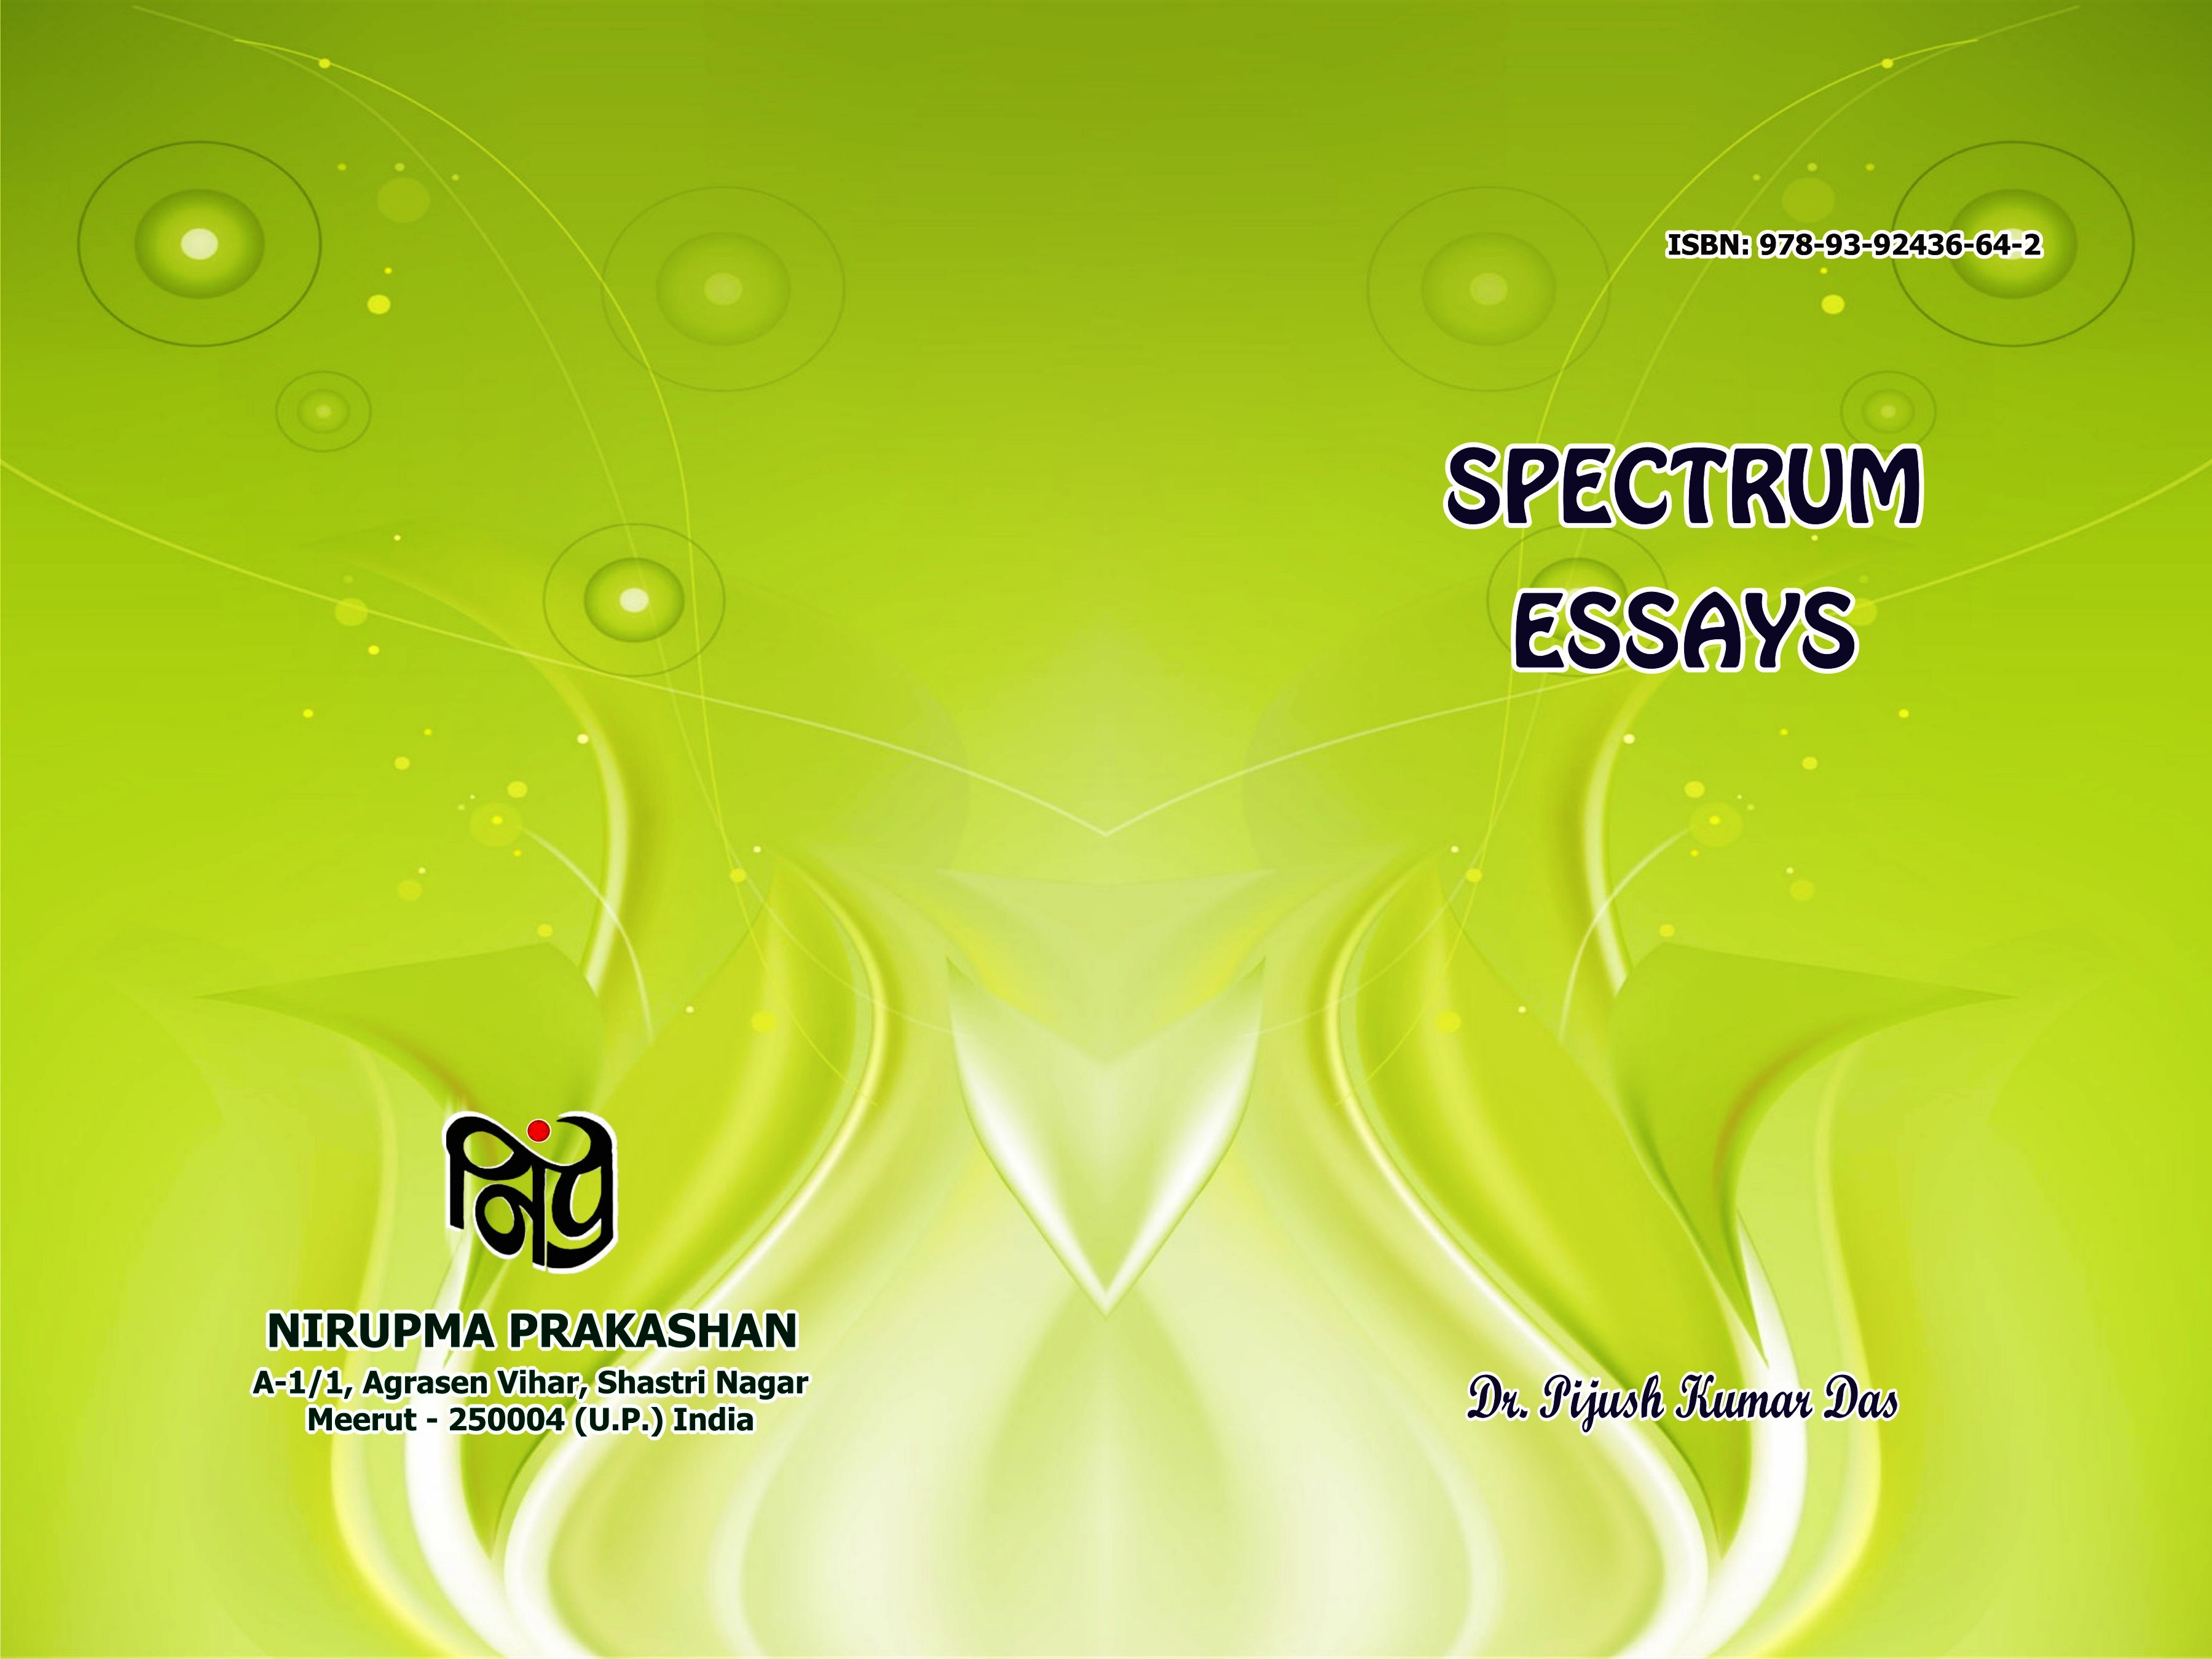 ISBN: 978-93-92436-64-2
SPECTRUM
ESSAYS
Dr. Pijush Kumar Das
NIRUPMA PRAKASHAN
A-1/1, Agrasen Vihar, Shastri Nagar
Meerut - 250004 (U.P.) India